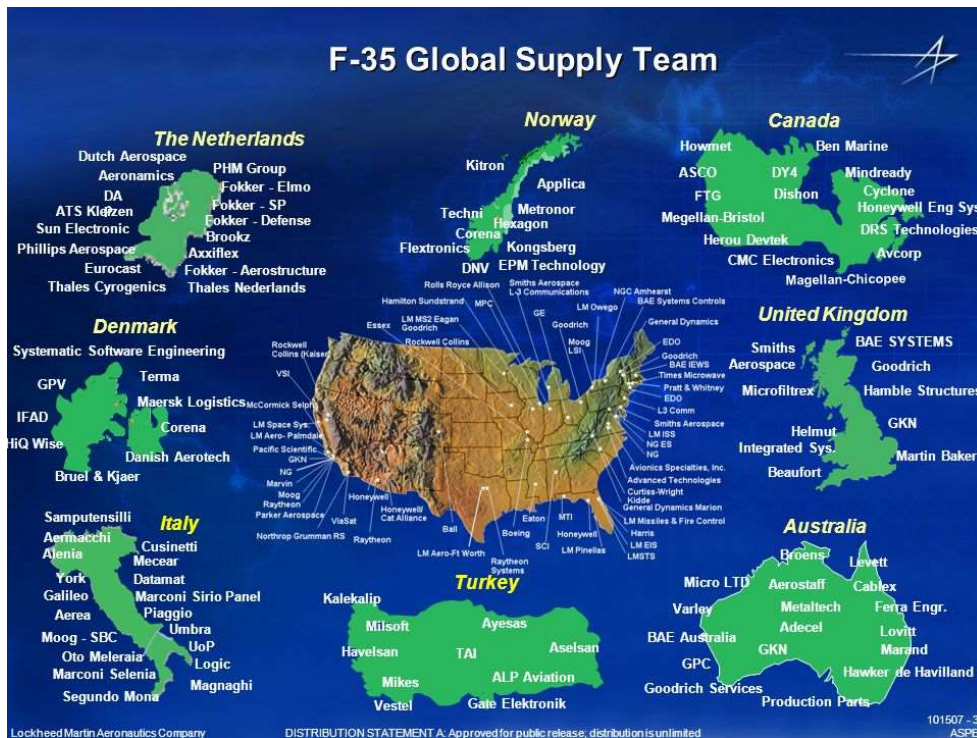 F-35 Global Supply Team
The Netherlands
Dutch Aerospace
Aeronamics
PHM Group
Fokker - Elmo
DA
Fokker - SP
ATS Kleizen
Fokker - Defense
Sun Electronic
Brookz
Phillips Aerospace
Axxiflex
Eurocast
Fokker - Aerostructure
Thales Cyrogenics
Thales Nederlands
Norway
Kitron
Applica
Techni
Metronor
Hexagon
Corena
Flextronics
Kongsberg
DNV
EPM Technology
Canada
Howmet
Ben Marine
ASCO
DY4
Mindready
FTG
Dishon
Cyclone
Honeywell Eng Sys
Megellan-Bristol
DRS Technologies
Herou Devtek
Avcorp
CMC Electronics
Magellan-Chicopee
Denmark
Systematic Software Engineering
GPV
Terma
Maersk Logistics
IFAD
Corena
HiQ Wise
Danish Aerotech
Bruel & Kjaer
Rolls Royce Allison
Smiths Aerospace
L-3 Communications
NGC Amherst
BAE Systems Controls
Hamilton Sundstrand
MPC
LM Owego
LM MS2 Eagan
GE
Essex
Goodrich
Goodrich
General Dynamics
Rockwell Collins
Moog
LSI
EDO
Rockwell
Collins (Kaiser)
Goodrich
BAE IEWS
VSI
Times Microwave
Pratt & Whitney
EDO
McCormick Selph
L3 Comm
Smiths Aerospace
LM Space Sys.
LM ISS
LM Aero- Palmdale
NG ES
Pacific Scientific
NG
GKN
Avionics Specialties, Inc.
NG
Advanced Technologies
Marvin
Curtiss-Wright
Moog
Kidde
Raytheon
General Dynamics Marion
Parker Aerospace
LM Missiles & Fire Control
Northrop Grumman RS
Harris
ViaSat
LM EIS
Honeywell
LMSTS
Raytheon
Honeywell/
Cat Alliance
Ball
LM Aero-Ft Worth
Raytheon
Systems
Boeing
Eaton
SCI
MTI
Honeywell
LM Pinellas
United Kingdom
Smiths
Aerospace
BAE SYSTEMS
Goodrich
Microfiltrex
Hamble Structures
GKN
Helmut
Integrated Sys.
Martin Baker
Beaufort
Italy
Samputensilli
Aermacchi
Cusinetti
Alenia
Mecear
York
Datamat
Galileo
Marconi Sirio Panel
Aerea
Piaggio
Umbra
Moog - SBC
UoP
Oto Meleraia
Logic
Marconi Selenia
Magnaghi
Segundo Mona
Turkey
Kalekalip
Milsoft
Ayesas
Havelsan
TAI
Aselsan
Mikes
ALP Aviation
Vestel
Gate Elektronik
Australia
Broens
Levett
Micro LTD
Aerostaff
Cablex
Varley
Metaltech
Ferra Engr.
Adecel
BAE Australia
Lovitt
GKN
Marand
GPC
Hawker de Havilland
Goodrich Services
Production Parts
Lockheed Martin Aeronautics Company
DISTRIBUTION STATEMENT A: Approved for public release; distribution is unlimited